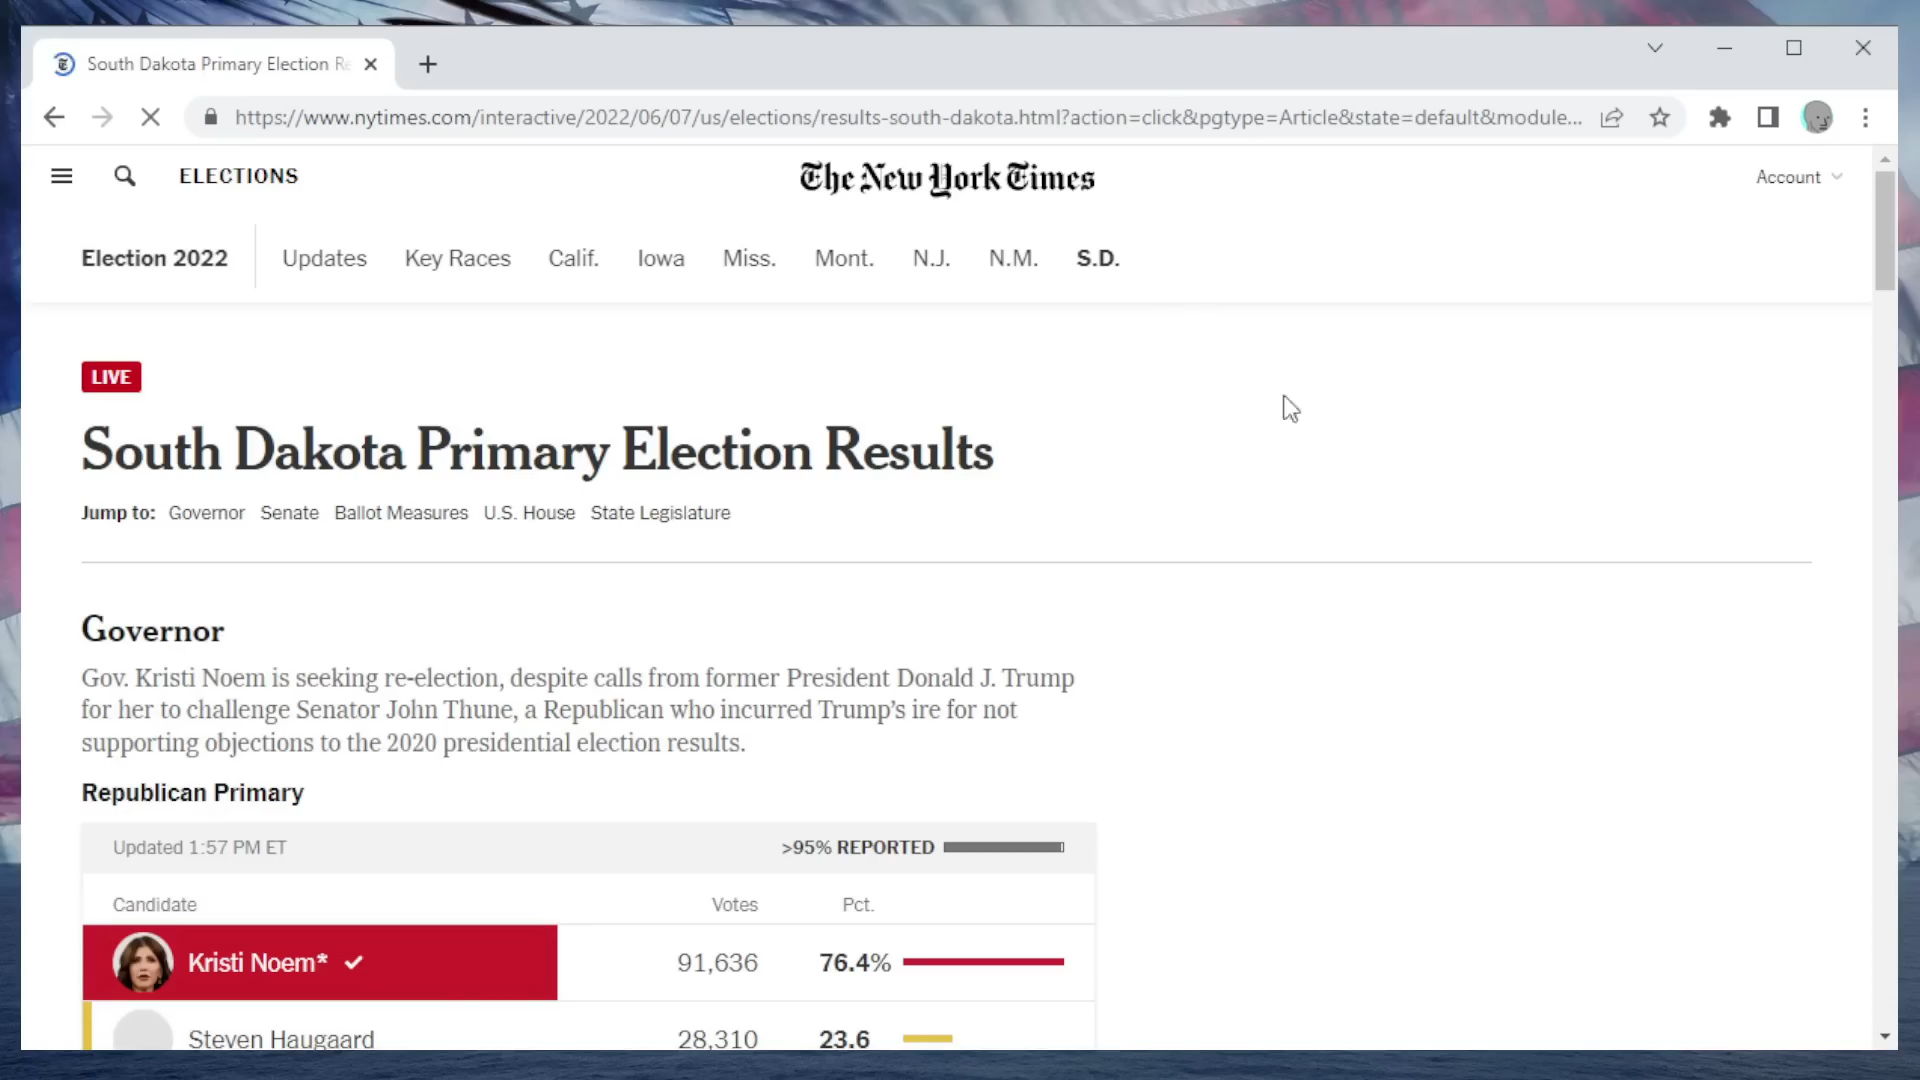 South Dakota Primary Election Re
https://www.nytimes.com/interactive/2022/06/07/us/elections/results-south-dakota.html?action=click&pgtype=Article&state=default&module...
ELECTIONS
The New York Times
Account
Election 2022
Updates
Key Races
Calif.
Iowa
Miss.
Mont.
N.J.
N.M.
S.D.
LIVE
South Dakota Primary Election Results
Jump to: Governor Senate Ballot Measures U.S. House State Legislature
Governor
Gov. Kristi Noem is seeking re-election, despite calls from former President Donald J. Trump
for her to challenge Senator John Thune, a Republican who incurred Trump's ire for not
supporting objections to the 2020 presidential election results.
Republican Primary
Updated 1:57 PM ET
>95% REPORTED
Candidate Votes Pct.
Kristi Noem* 91,636 76.4%
Steven Haugaard 28,310 23.6